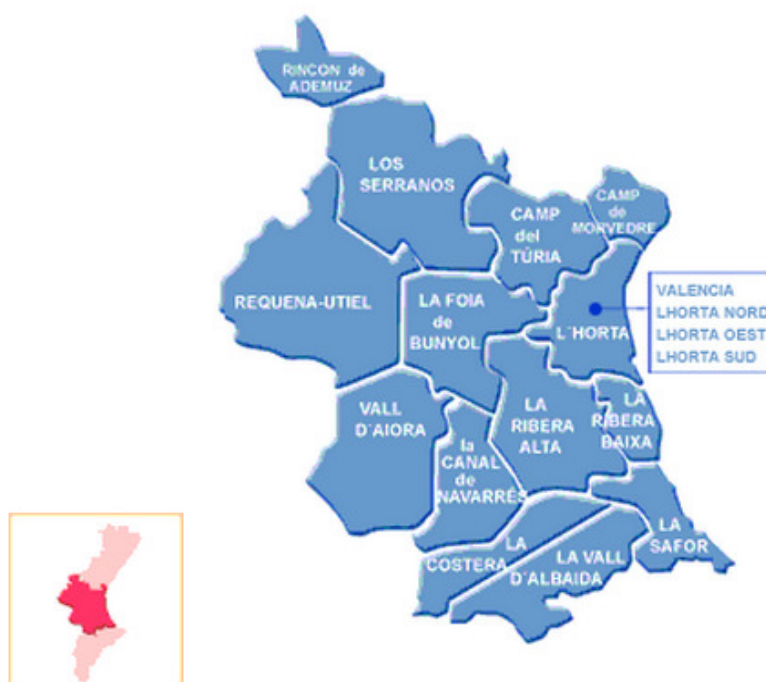 RINCON de
ADEMUZ
LOS
SERRANOS
CAMP
del
TÚRIA
CAMP
de
MORVEDRE
REQUENA-UTIEL
LA FOIA
de
BUNYOL
L´HORTA
VALENCIA
LHORTA NORD
LHORTA OEST
LHORTA SUD
VALL
D´AIORA
la
CANAL
de
NAVARRÉS
LA
RIBERA
ALTA
LA
RIBERA
BAIXA
LA
COSTERA
LA VALL
D´ALBAIDA
LA
SAFOR